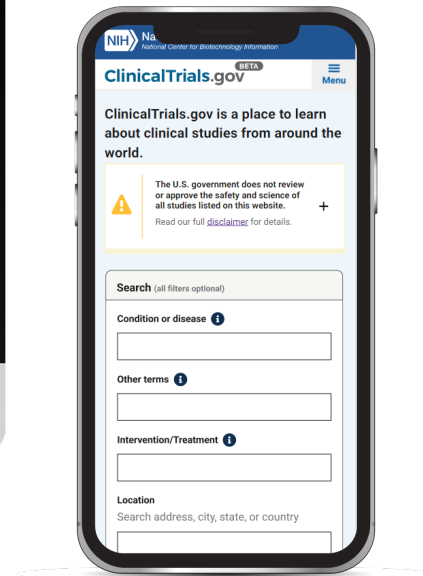 NIH
National Center for Biotechnology Information
ClinicalTrials.gov
BETA
Menu
ClinicalTrials.gov is a place to learn
about clinical studies from around the
world.
The U.S. government does not review
or approve the safety and science of
all studies listed on this website.
+
Read our full disclaimer for details.
Search (all filters optional)
Condition or disease
Other terms
Intervention/Treatment
Location
Search address, city, state, or country